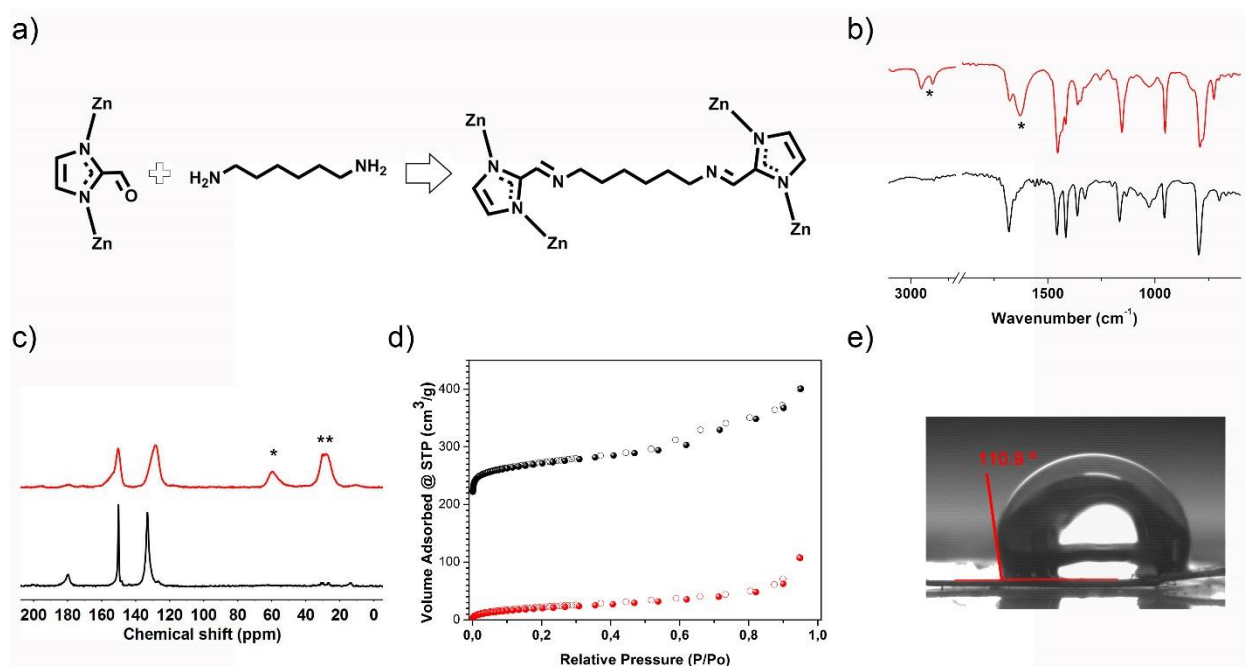 a)
Zn
N
N
O
Zn
H₂N
NH₂
Zn
N
N
N
Zn
Zn
N
N
N
Zn
b)
*
*
3000
1500
1000
Wavenumber (cm⁻¹)
c)
*
**
200
180
160
140
120
100
80
60
40
20
0
Chemical shift (ppm)
d)
Volume Adsorbed @ STP (cm³/g)
400
300
200
100
0
0,0
0,2
0,4
0,6
0,8
1,0
Relative Pressure (P/Po)
e)
110.9 °